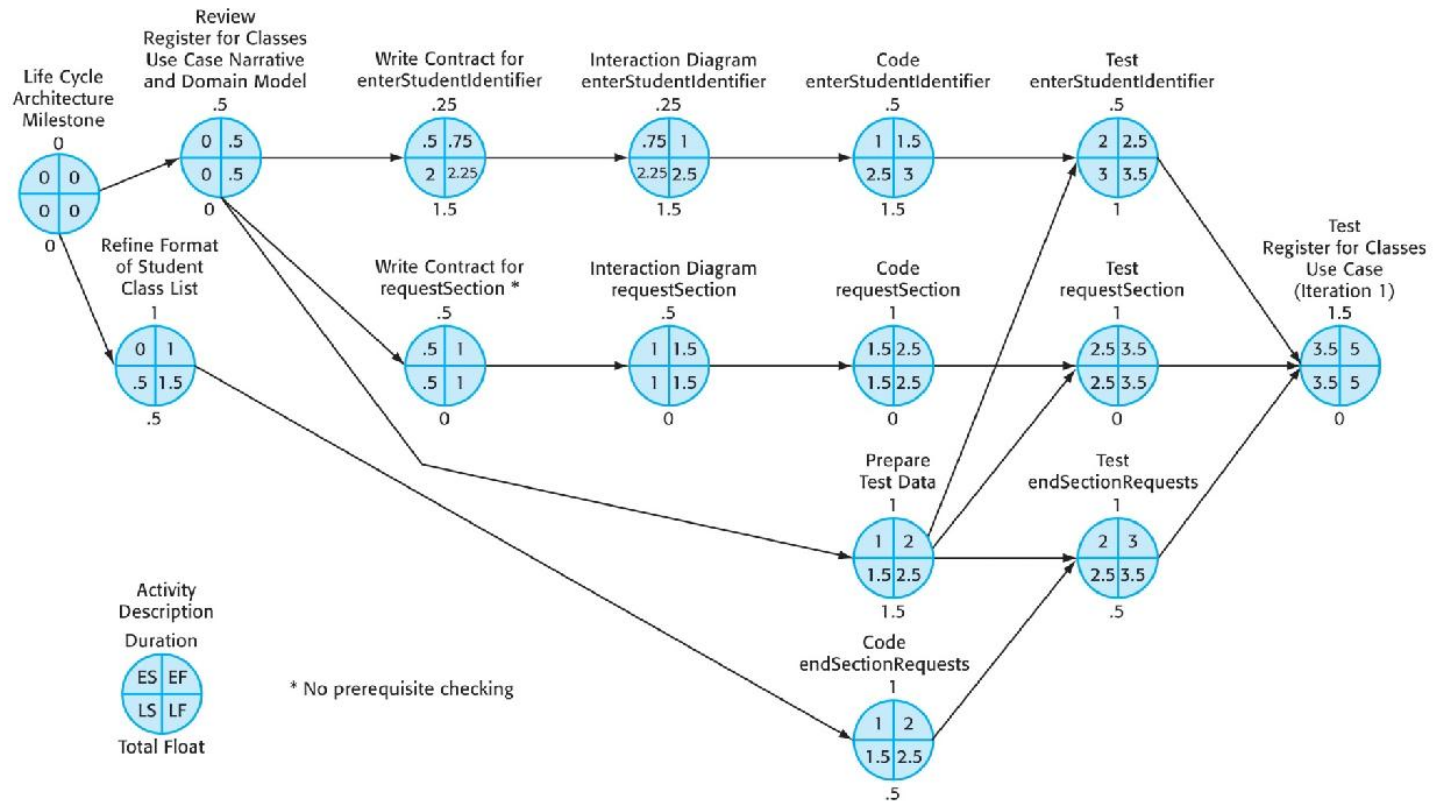 Life Cycle
Architecture
Milestone
0
0 0
0 0
0
Review
Register for Classes
Use Case Narrative
and Domain Model
.5
0 .5
0 .5
0
Write Contract for
enterStudentIdentifier
.25
.5 .75
2 2.25
1.5
Interaction Diagram
enterStudentIdentifier
.25
.75 1
2.25 2.5
1.5
Code
enterStudentIdentifier
.5
1 1.5
2.5 3
1.5
Test
enterStudentIdentifier
.5
2 2.5
3 3.5
1
Refine Format
of Student
Class List
1
0 1
.5 1.5
.5
Write Contract for
requestSection *
.5
.5 1
.5 1
0
Interaction Diagram
requestSection
.5
1 1.5
1 1.5
0
Code
requestSection
1
1.5 2.5
1.5 2.5
0
Test
requestSection
1
2.5 3.5
2.5 3.5
0
Test
Register for Classes
Use Case
(Iteration 1)
1.5
3.5 5
3.5 5
0
Prepare
Test Data
1
1 2
1.5 2.5
1.5
Test
endSectionRequests
1
2 3
2.5 3.5
.5
Code
endSectionRequests
1
1 2
1.5 2.5
.5
Activity
Description
Duration
ES EF
LS LF
Total Float
* No prerequisite checking